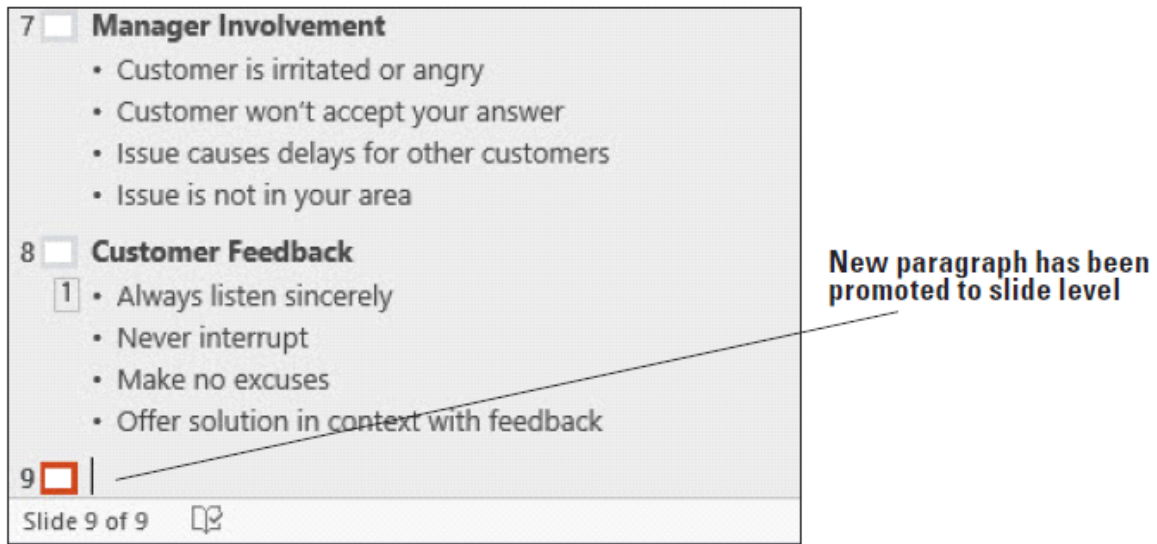 7 Manager Involvement
• Customer is irritated or angry
• Customer won't accept your answer
• Issue causes delays for other customers
• Issue is not in your area
8 Customer Feedback
1 • Always listen sincerely
• Never interrupt
• Make no excuses
• Offer solution in context with feedback
9
Slide 9 of 9
New paragraph has been
promoted to slide level